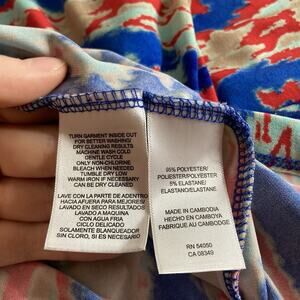 TURN GARMENT INSIDE OUT
FOR BETTER WASHING/
DRY CLEANING RESULTS
MACHINE WASH COLD
GENTLE CYCLE
ONLY NON-CHLORINE
BLEACH WHEN NEEDED
TUMBLE DRY LOW
WARM IRON IF NECESSARY
CAN BE DRY CLEANED
LAVE CON LA PARTE DE ADENTRO
HACIA AFUERA PARA MEJORES
LAVADO EN SECO RESULTADOS
LAVADO A MAQUINA
CON AGUA FRIA
CICLO DELICADO
SOLAMENTE BLANQUEADOR
SIN CLORO, SI ES NECESARIO
95% POLYESTER/
POLIESTER/POLYESTER
5% ELASTANE/
ELASTANO/ELASTANE
MADE IN CAMBODIA
HECHO EN CAMBOYA
FABRIQUE AU CAMBODGE
RN 54050
CA 08349